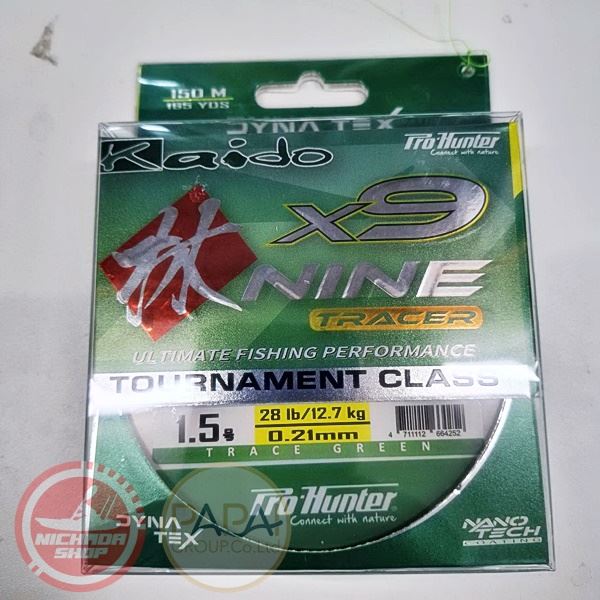 150 M
165 YDS
DYNA TEX
Kaido
Pro-Hunter
Connect with nature
x9
NINE
TRACER
ULTIMATE FISHING PERFORMANCE
TOURNAMENT CLASS
1.5号
28 lb/12.7 kg
0.21mm
4 711112 664252
TRACE GREEN
Pro-Hunter
Connect with nature
DYNA
TEX
NANO
TECH
COATING
NICHADA
SHOP
PAPA
GROUP.Co.,Ltd